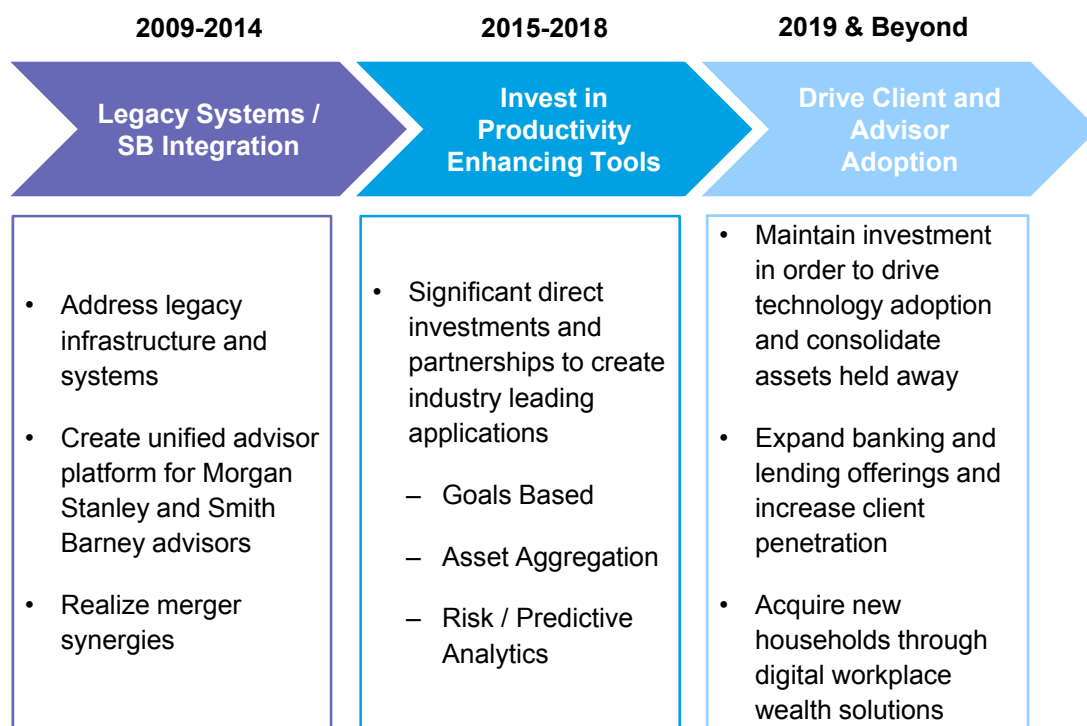 2009-2014
2015-2018
2019 & Beyond
Legacy Systems /
SB Integration
Invest in
Productivity
Enhancing Tools
Drive Client and
Advisor
Adoption
• Address legacy
infrastructure and
systems
• Create unified advisor
platform for Morgan
Stanley and Smith
Barney advisors
• Realize merger
synergies
• Significant direct
investments and
partnerships to create
industry leading
applications
– Goals Based
– Asset Aggregation
– Risk / Predictive
Analytics
• Maintain investment
in order to drive
technology adoption
and consolidate
assets held away
• Expand banking and
lending offerings and
increase client
penetration
• Acquire new
households through
digital workplace
wealth solutions